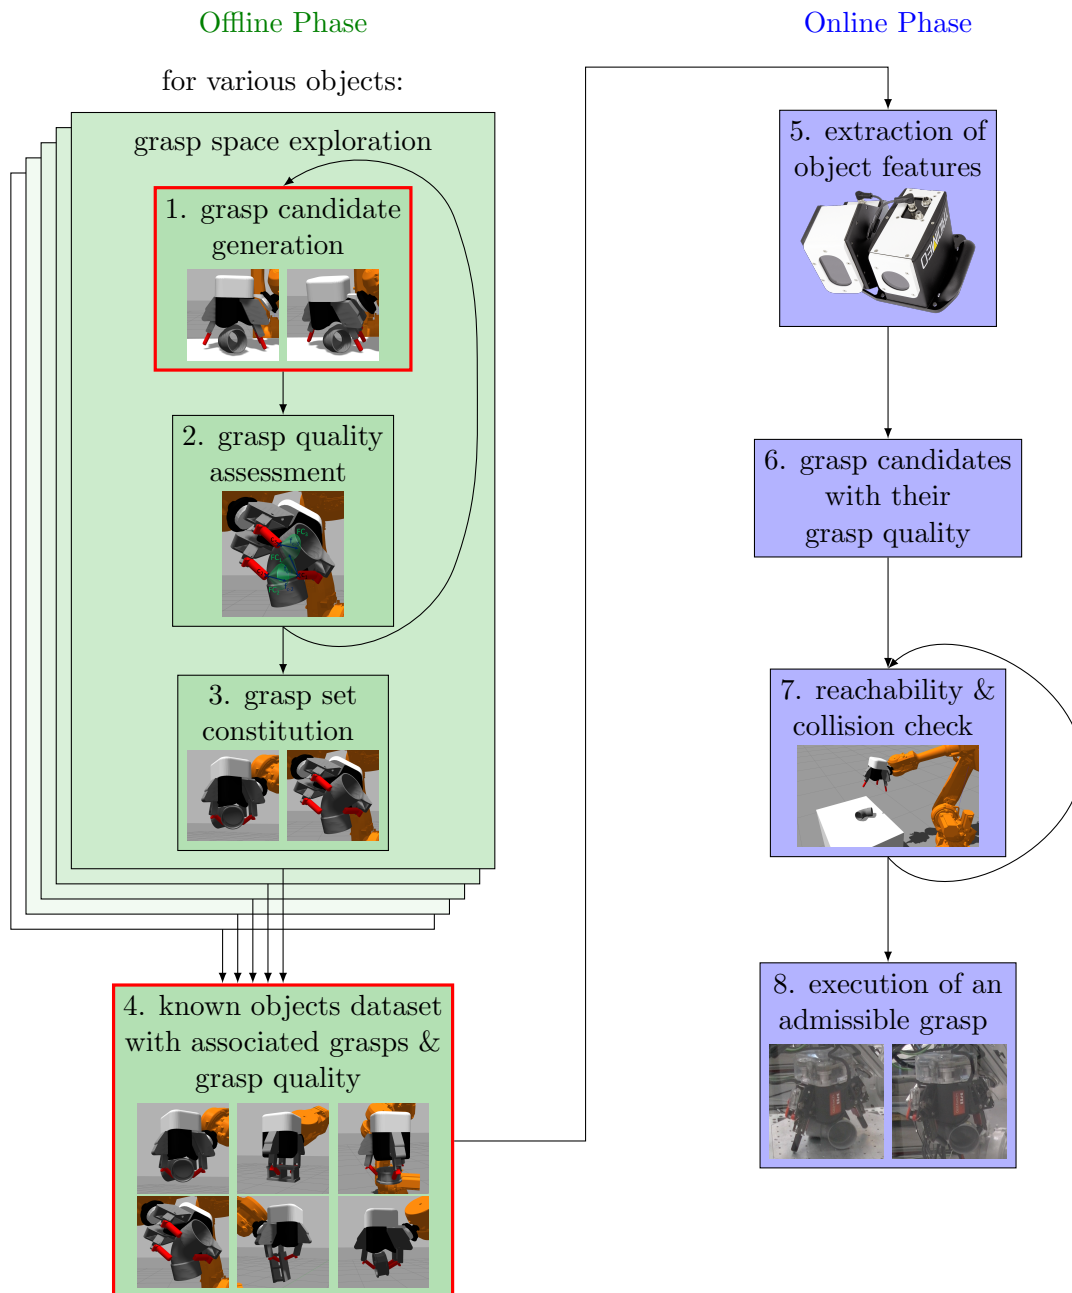 Offline Phase
for various objects:
grasp space exploration
1. grasp candidate
generation
2. grasp quality
assessment
3. grasp set
constitution
4. known objects dataset
with associated grasps &
grasp quality
Online Phase
5. extraction of
object features
6. grasp candidates
with their
grasp quality
7. reachability &
collision check
8. execution of an
admissible grasp